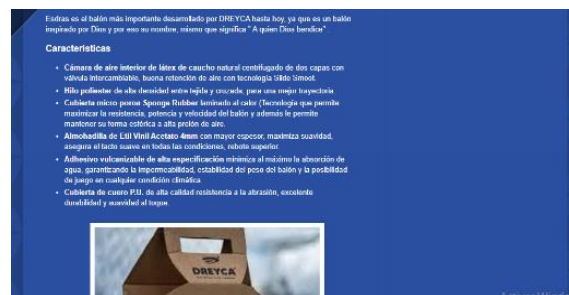 Esdras es el balón más importante desarrollado por DREYCA hasta hoy, ya que es un balón
inspirado por Dios y por eso su nombre, mismo que significa " A quien Dios bendice" .
Características
• Cámara de aire interior de látex de caucho natural centrifugado de dos capas con
válvula intercambiable, buena retención de aire con tecnología Slide Smoot.
• Hilo poliester de alta densidad entre tejida y cruzada, para una mejor trayectoria
• Cubierta micro poroa Sponge Rubber laminado al calor (Tecnología que permite
maximizar la resistencia, potencia y velocidad del balón y además le permite
mantener su forma esférica a alta preción de aire.
• Almohadilla de Etil Vinil Acetato 4mm con mayor espesor, maximiza suavidad,
asegura el tacto suave en todas las condiciones, rebote superior.
• Adhesivo vulcanizable de alta especificación minimiza al máximo la absorción de
agua, garantizando la impermeabilidad, estabilidad del peso del balón y la posibilidad
de juego en cualquier condición climática.
• Cubierta de cuero P.U. de alta calidad resistencia a la abrasión, excelente
durabilidad y suavidad al toque.
DREYCA